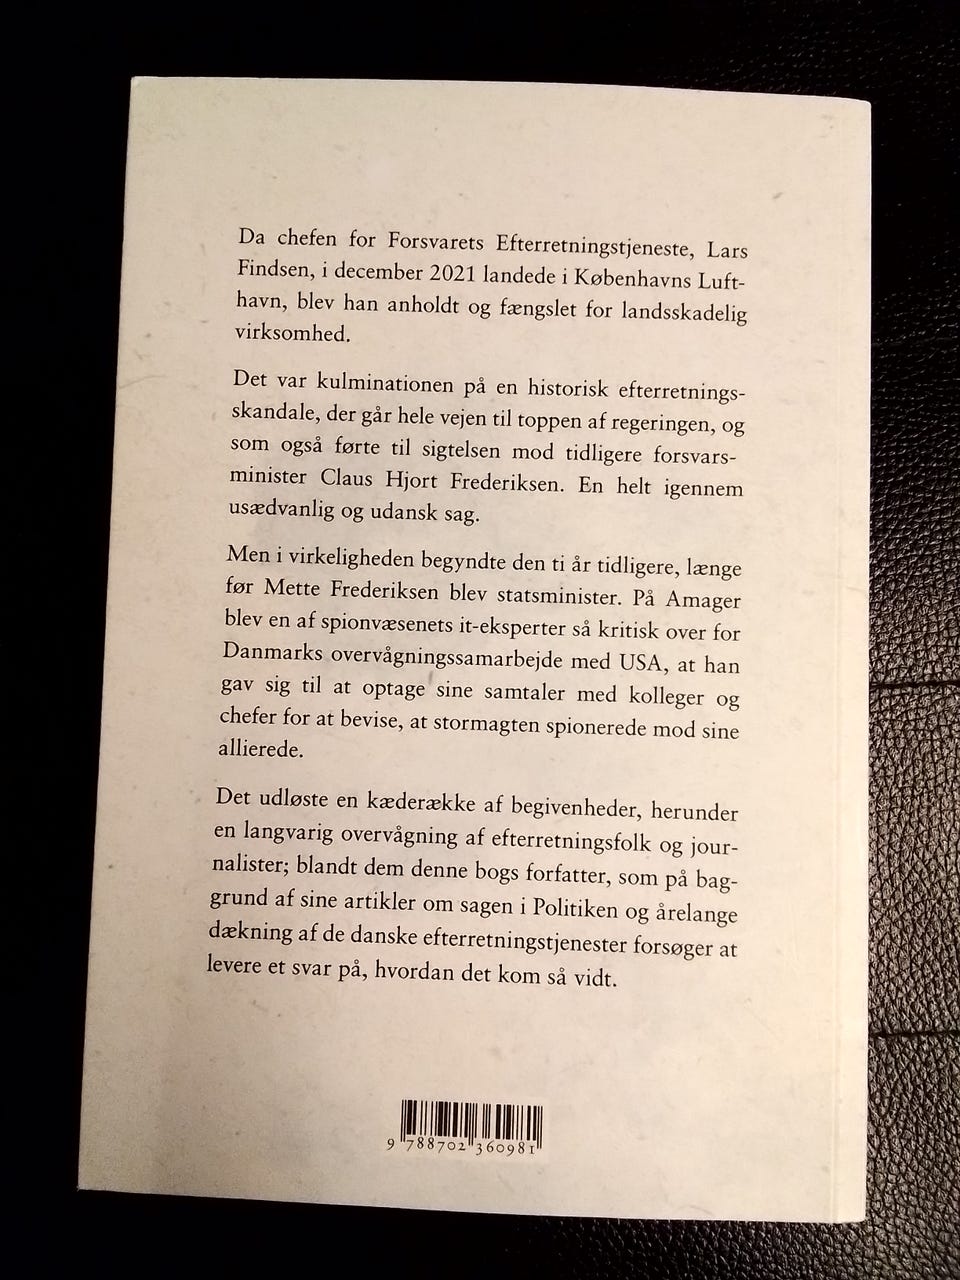 Da chefen for Forsvarets Efterretningstjeneste, Lars
Findsen, i december 2021 landede i Københavns Luft-
havn, blev han anholdt og fængslet for landsskadelig
virksomhed.
Det var kulminationen på en historisk efterretnings-
skandale, der går hele vejen til toppen af regeringen, og
som også førte til sigtelsen mod tidligere forsvars-
minister Claus Hjort Frederiksen. En helt igennem
usædvanlig og udansk sag.
Men i virkeligheden begyndte den ti år tidligere, længe
før Mette Frederiksen blev statsminister. På Amager
blev en af spionvæsenets it-eksperter så kritisk over for
Danmarks overvågningssamarbejde med USA, at han
gav sig til at optage sine samtaler med kolleger og
chefer for at bevise, at stormagten spionerede mod sine
allierede.
Det udløste en kæderække af begivenheder, herunder
en langvarig overvågning af efterretningsfolk og jour-
nalister; blandt dem denne bogs forfatter, som på bag-
grund af sine artikler om sagen i Politiken og årelange
dækning af de danske efterretningstjenester forsøger at
levere et svar på, hvordan det kom så vidt.
9 788702 360981